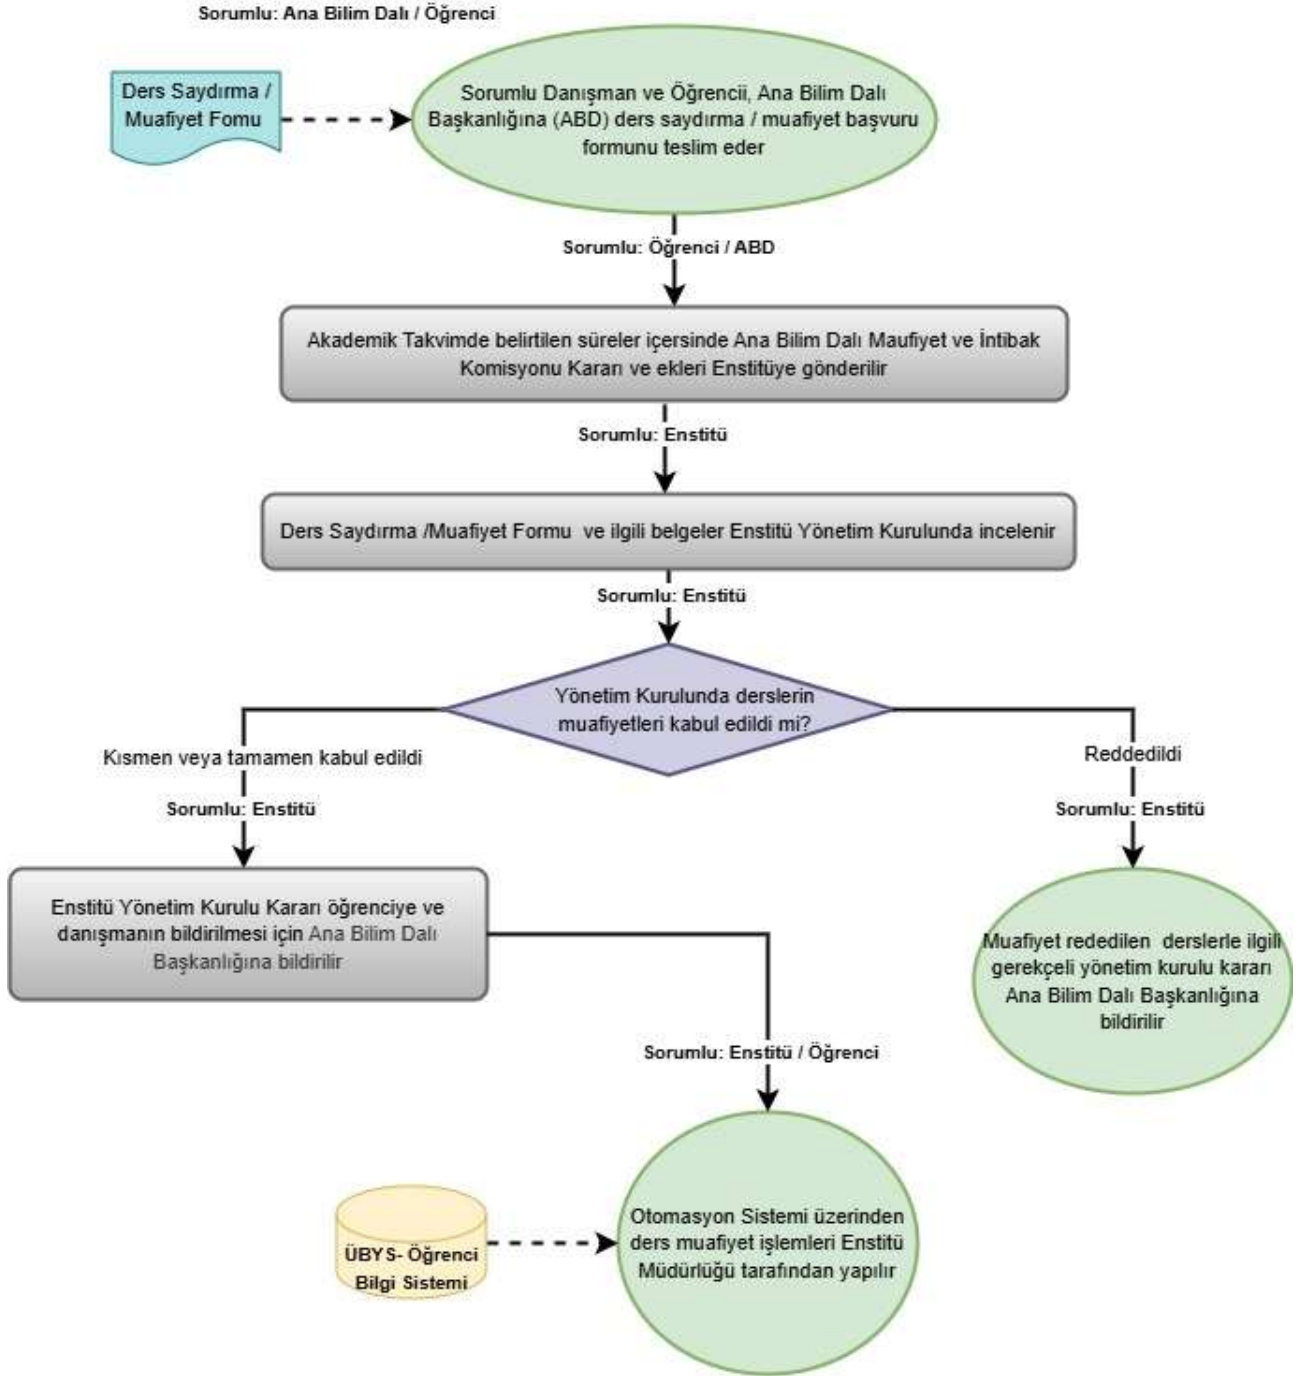 Sorumlu: Ana Bilim Dalı / Öğrenci
Ders Saydırma /
Muafiyet Fomu
Sorumlu Danışman ve Öğrencii, Ana Bilim Dalı
Başkanlığına (ABD) ders saydırma / muafiyet başvuru
formunu teslim eder
Sorumlu: Öğrenci / ABD
Akademik Takvimde belirtilen süreler içersinde Ana Bilim Dalı Maufiyet ve İntibak
Komisyonu Kararı ve ekleri Enstitüye gönderilir
Sorumlu: Enstitü
Ders Saydırma /Muafiyet Formu ve ilgili belgeler Enstitü Yönetim Kurulunda incelenir
Sorumlu: Enstitü
Yönetim Kurulunda derslerin
muafiyetleri kabul edildi mi?
Kısmen veya tamamen kabul edildi
Sorumlu: Enstitü
Reddedildi
Sorumlu: Enstitü
Enstitü Yönetim Kurulu Kararı öğrenciye ve
danışmanın bildirilmesi için Ana Bilim Dalı
Başkanlığına bildirilir
Muafiyet rededilen derslerle ilgili
gerekçeli yönetim kurulu kararı
Ana Bilim Dalı Başkanlığına
bildirilir
Sorumlu: Enstitü / Öğrenci
ÜBYS- Öğrenci
Bilgi Sistemi
Otomasyon Sistemi üzerinden
ders muafiyet işlemleri Enstitü
Müdürlüğü tarafından yapılır